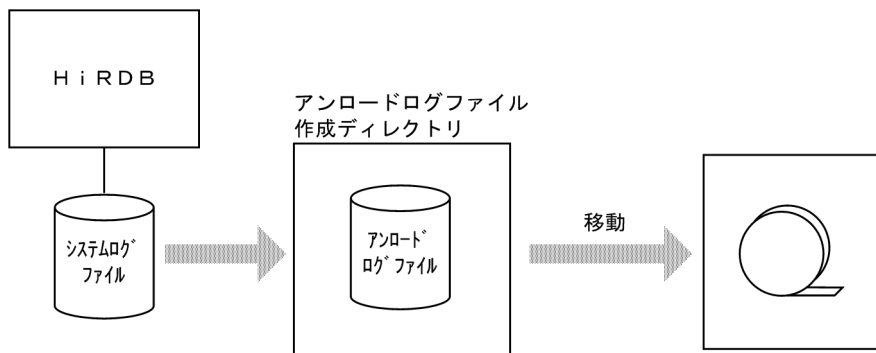 ＨｉＲＤＢ
アンロードログファイル
作成ディレクトリ
移動
ｼｽﾃﾑﾛｸﾞ
ﾌｧｲﾙ
ｱﾝﾛｰﾄﾞ
ﾛｸﾞﾌｧｲﾙ